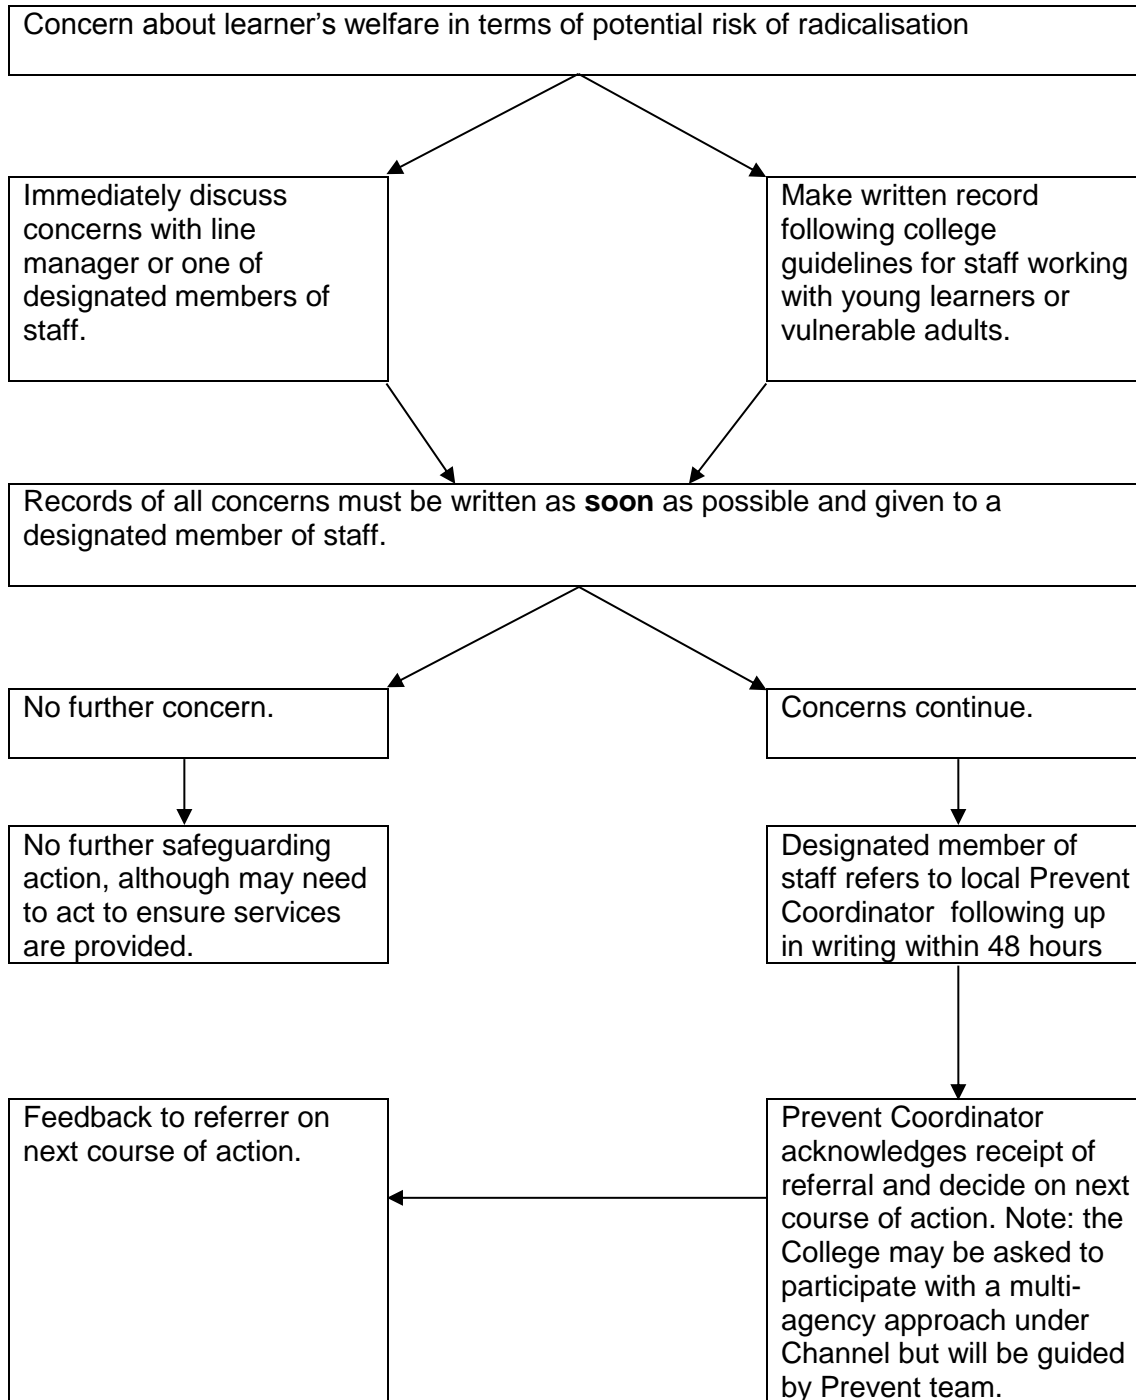 Concern about learner’s welfare in terms of potential risk of radicalisation
Immediately discuss
concerns with line
manager or one of
designated members of
staff.
Make written record
following college
guidelines for staff working
with young learners or
vulnerable adults.
Records of all concerns must be written as soon as possible and given to a
designated member of staff.
No further concern.
Concerns continue.
No further safeguarding
action, although may need
to act to ensure services
are provided.
Designated member of
staff refers to local Prevent
Coordinator  following up
in writing within 48 hours
Feedback to referrer on
next course of action.
Prevent Coordinator
acknowledges receipt of
referral and decide on next
course of action. Note: the
College may be asked to
participate with a multi-
agency approach under
Channel but will be guided
by Prevent team.